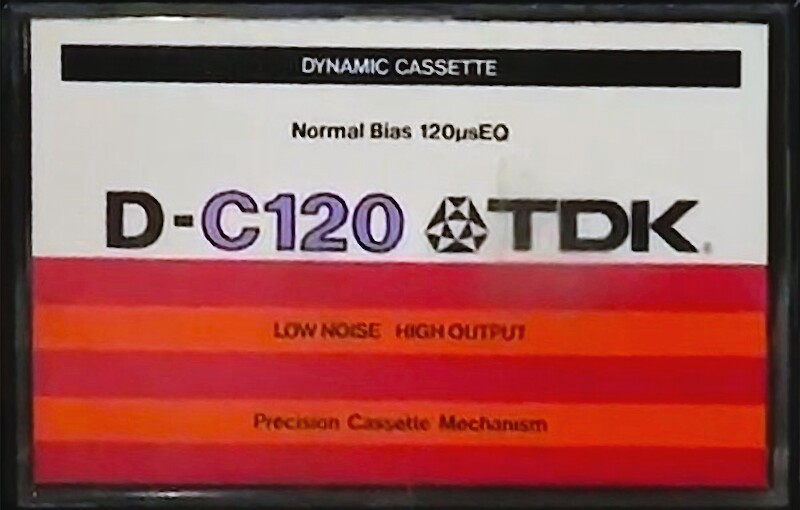 DYNAMIC CASSETTE
Normal Bias 120µsEQ
D-C120 TDK
LOW NOISE HIGH OUTPUT
Precision Cassette Mechanism